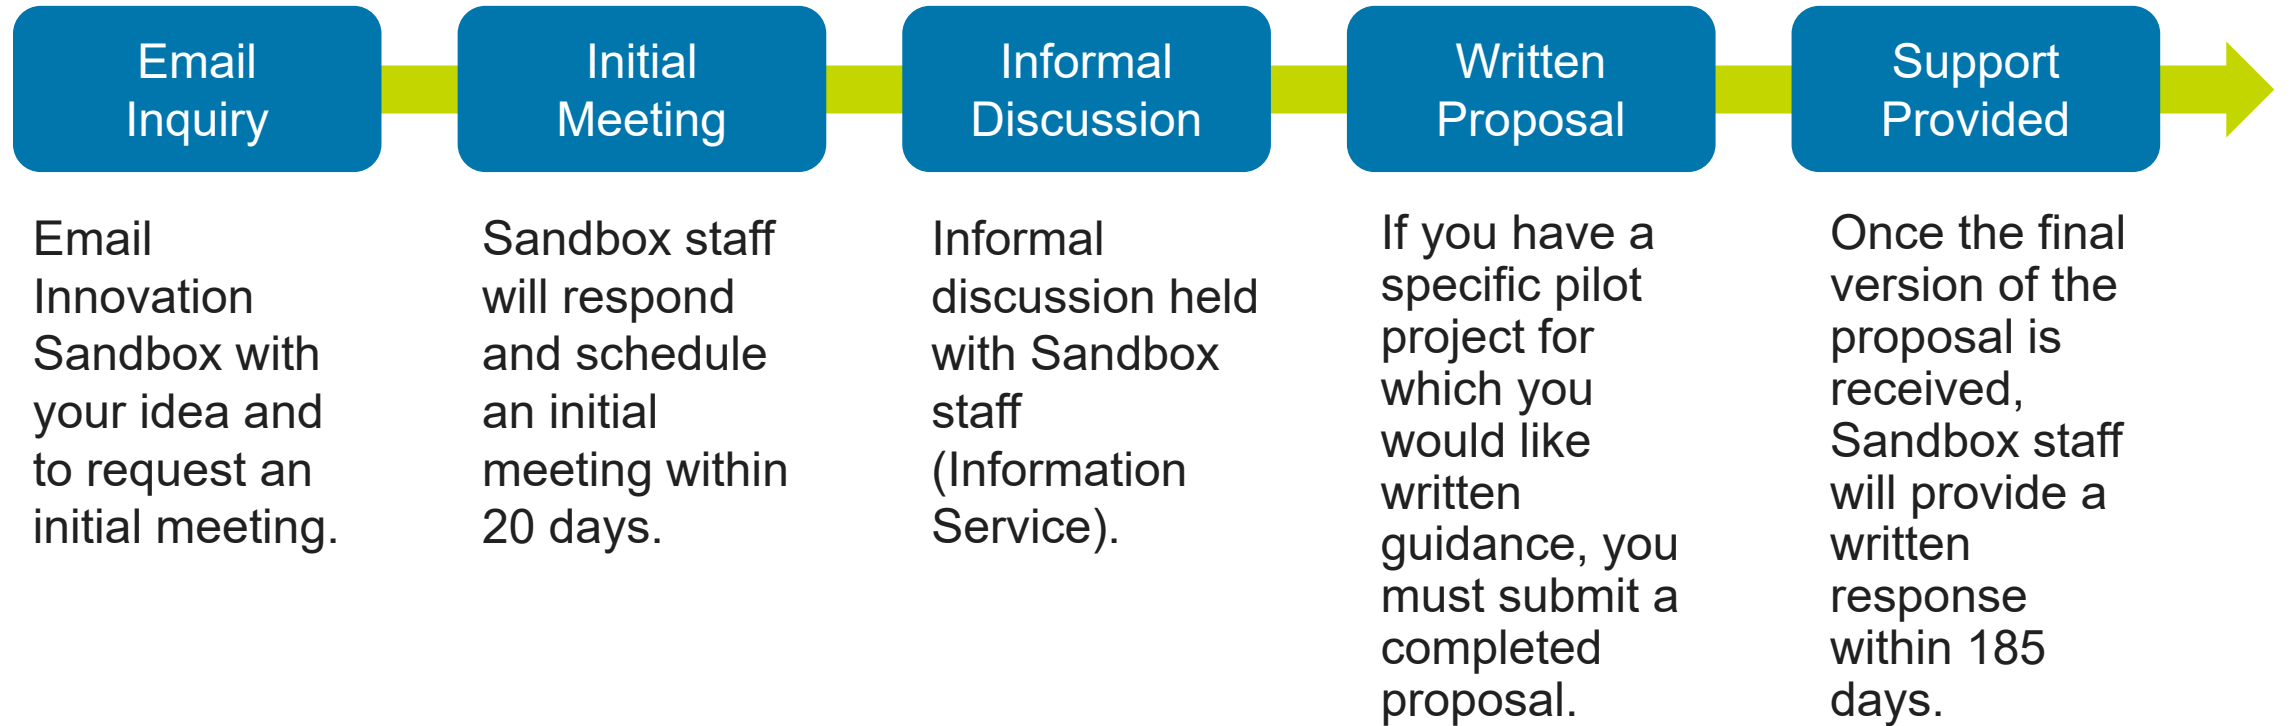 Email
Inquiry
Initial
Meeting
Informal
Discussion
Written
Proposal
Support
Provided
Email
Innovation
Sandbox with
your idea and
to request an
initial meeting.
Sandbox staff
will respond
and schedule
an initial
meeting within
20 days.
Informal
discussion held
with Sandbox
staff
(Information
Service).
If you have a
specific pilot
project for
which you
would like
written
guidance, you
must submit a
completed
proposal.
Once the final
version of the
proposal is
received,
Sandbox staff
will provide a
written
response
within 185
days.